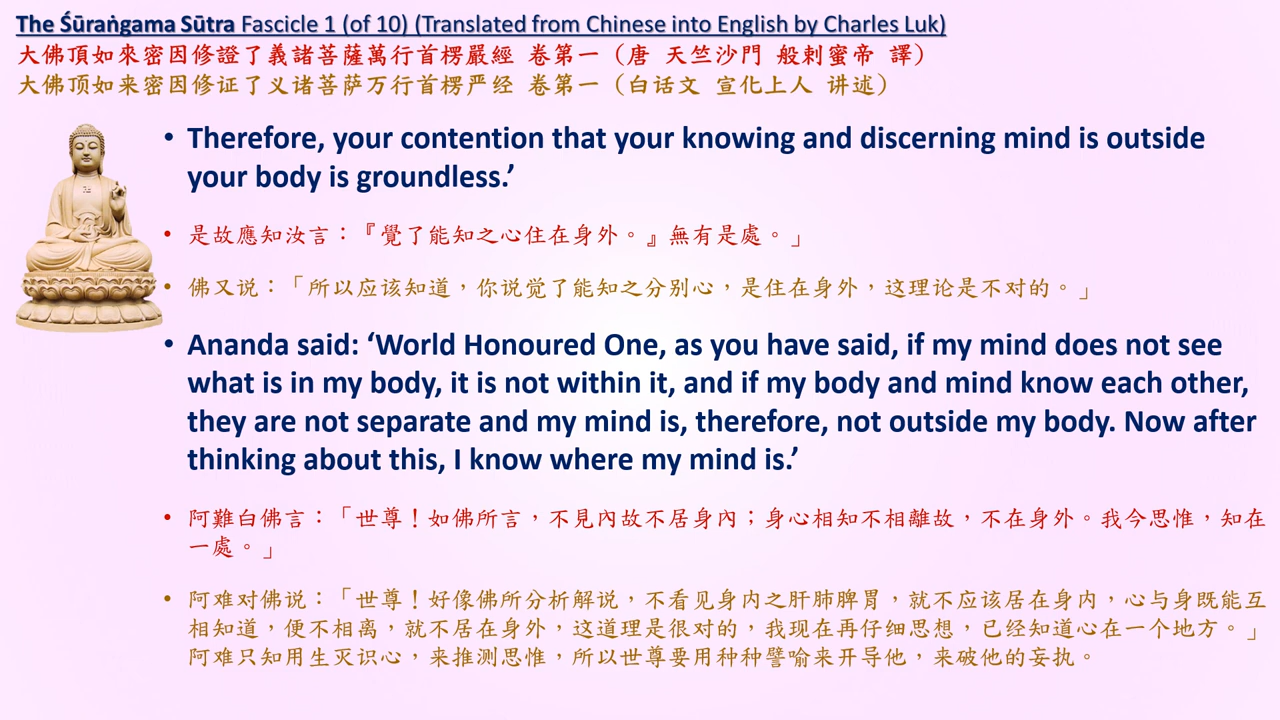 The Śūraṅgama Sūtra Fascicle 1 (of 10) (Translated from Chinese into English by Charles Luk)
大佛頂如來密因修證了義諸菩薩萬行首楞嚴經 卷第一（唐 天竺沙門 般剌蜜帝 譯）
大佛顶如来密因修证了义诸菩萨万行首楞严经 卷第一（白话文 宣化上人 讲述）
• Therefore, your contention that your knowing and discerning mind is outside
your body is groundless.’
• 是故應知汝言：『覺了能知之心住在身外。』無有是處。」
• 佛又说：「所以应该知道，你说觉了能知之分别心，是住在身外，这理论是不对的。」
• Ananda said: ‘World Honoured One, as you have said, if my mind does not see
what is in my body, it is not within it, and if my body and mind know each other,
they are not separate and my mind is, therefore, not outside my body. Now after
thinking about this, I know where my mind is.’
• 阿難白佛言：「世尊！如佛所言，不見內故不居身內；身心相知不相離故，不在身外。我今思惟，知在
一處。」
• 阿难对佛说：「世尊！好像佛所分析解说，不看见身内之肝肺脾胃，就不应该居在身内，心与身既能互
相知道，便不相离，就不居在身外，这道理是很对的，我现在再仔细思想，已经知道心在一个地方。」
阿难只知用生灭识心，来推测思惟，所以世尊要用种种譬喻来开导他，来破他的妄执。